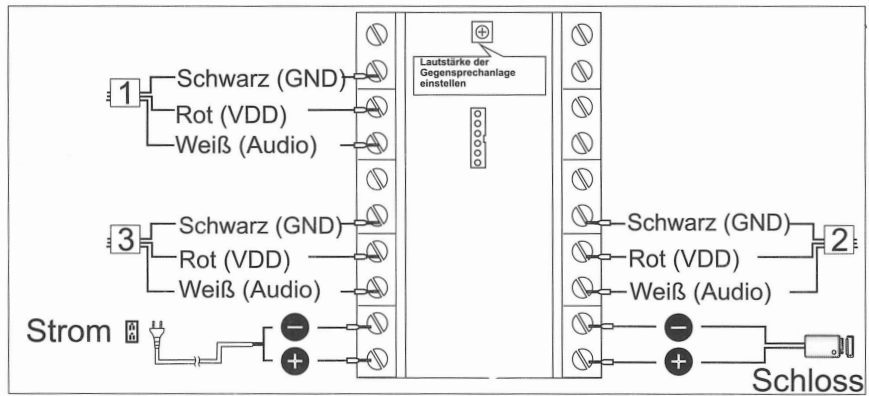 Lautstärke der
Gegensprechanlage
einstellen
1
Schwarz (GND)
Rot (VDD)
Weiß (Audio)
3
Schwarz (GND)
Rot (VDD)
Weiß (Audio)
Strom
Schwarz (GND)
2
Rot (VDD)
Weiß (Audio)
Schloss